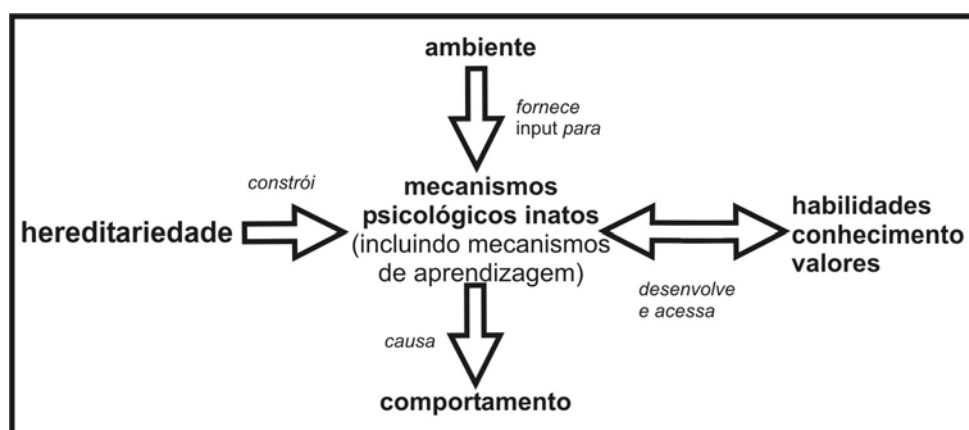 ambiente
fornece
input para
constrói
hereditariedade
mecanismos
psicológicos inatos
(incluindo mecanismos
de aprendizagem)
habilidades
conhecimento
valores
desenvolve
e acessa
causa
comportamento